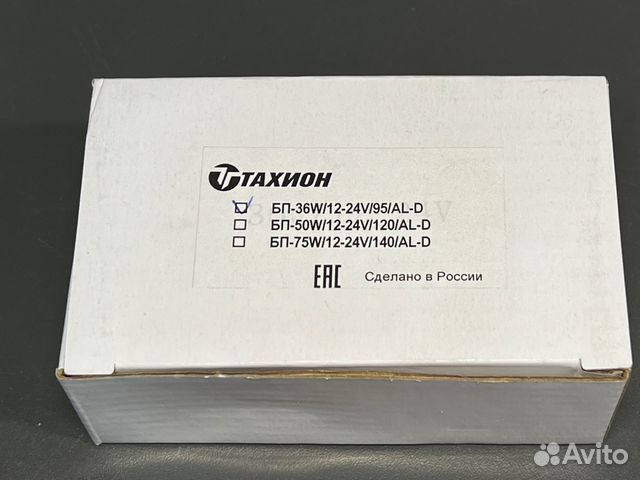 ТАХИОН
БП-36W/12-24V/95/AL-D
БП-50W/12-24V/120/AL-D
БП-75W/12-24V/140/AL-D
EAC Сделано в России
Avito